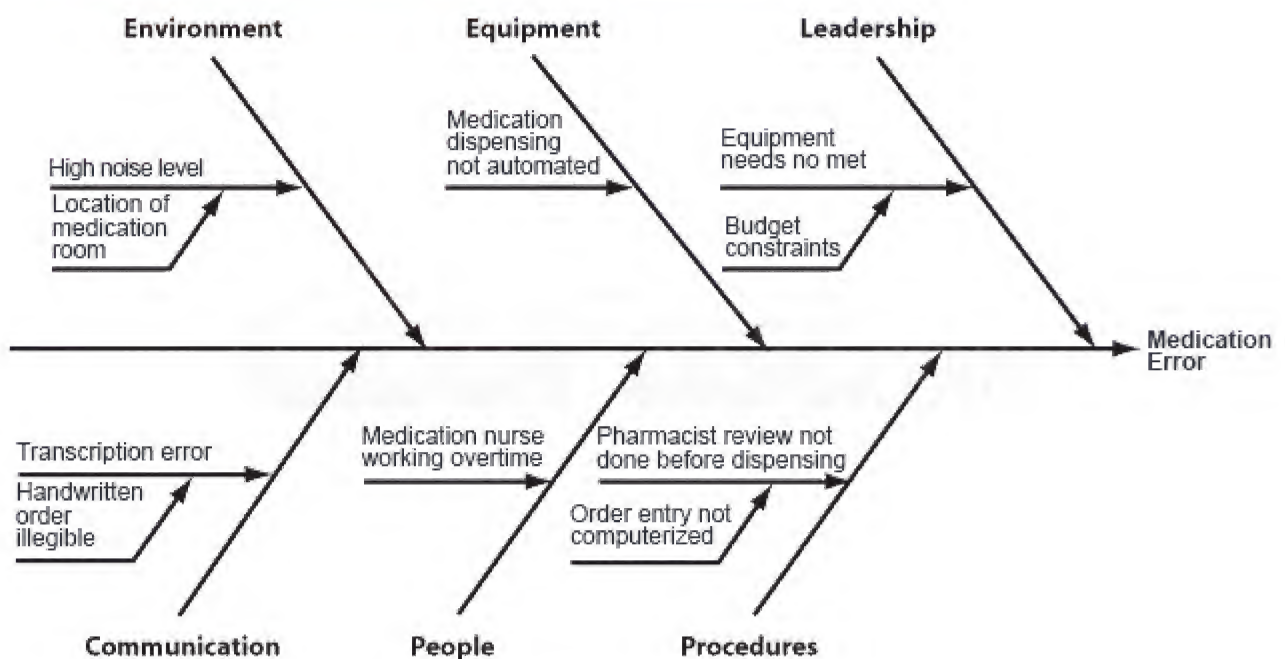 Environment
Equipment
Leadership
High noise level
Location of
medication
room
Medication
dispensing
not automated
Equipment
needs no met
Budget
constraints
Medication
Error
Transcription error
Handwritten
order
illegible
Medication nurse
working overtime
Pharmacist review not
done before dispensing
Order entry not
computerized
Communication
People
Procedures